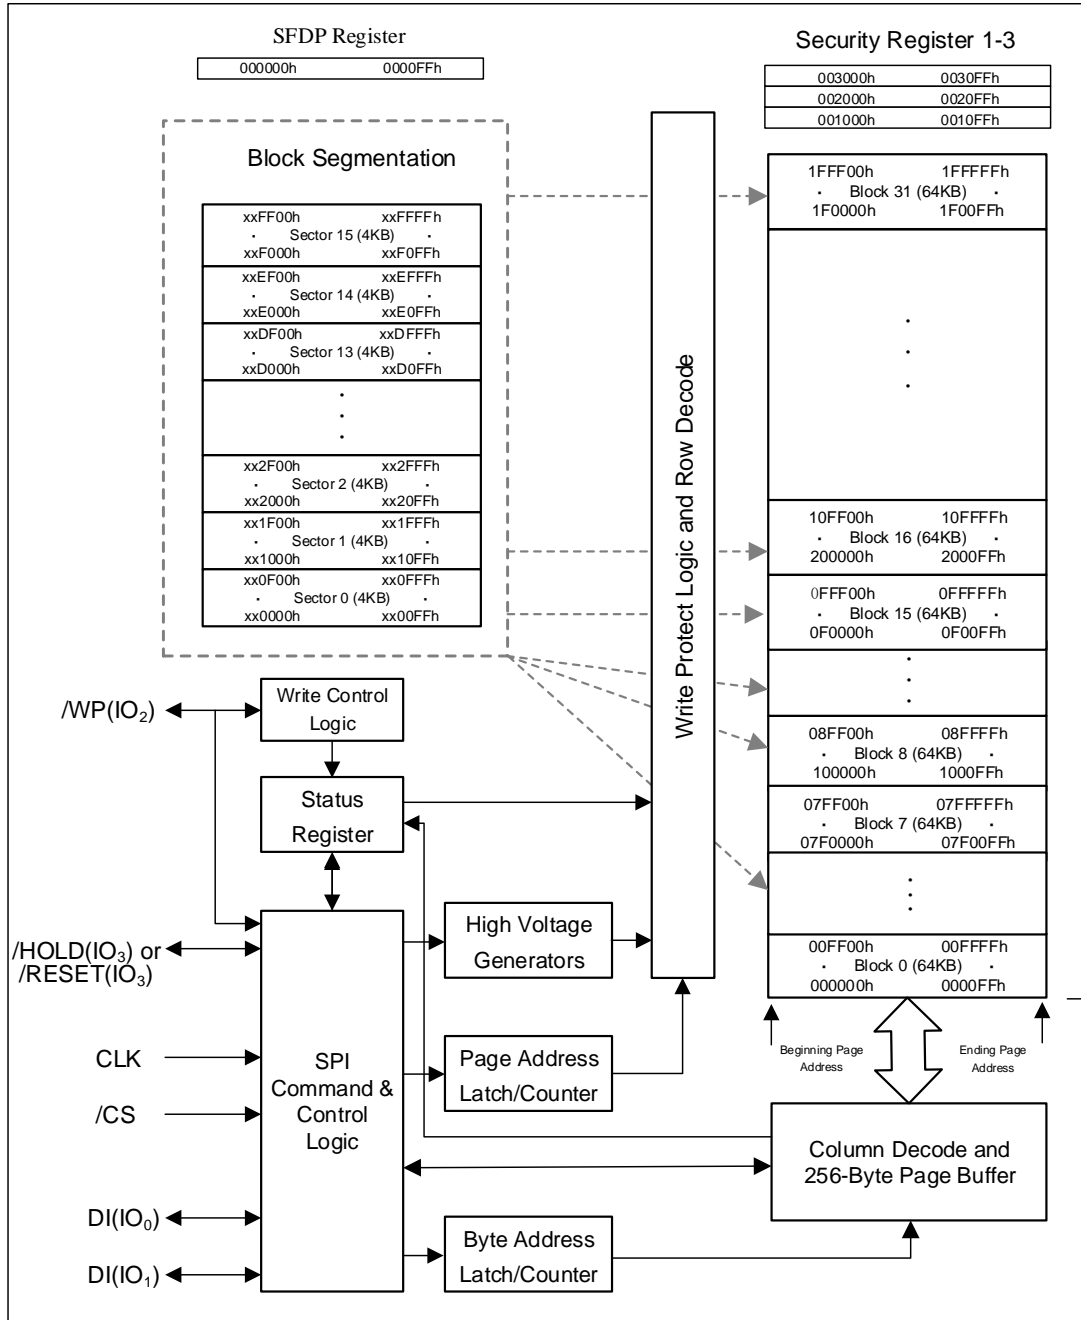 SFDP Register
000000h 0000FFh
Security Register 1-3
003000h 0030FFh
002000h 0020FFh
001000h 0010FFh
Block Segmentation
xxFF00h xxFFFFh
· Sector 15 (4KB) ·
xxF000h xxF0FFh
xxEF00h xxEFFFh
· Sector 14 (4KB) ·
xxE000h xxE0FFh
xxDF00h xxDFFFh
· Sector 13 (4KB) ·
xxD000h xxD0FFh
xx2F00h xx2FFFh
· Sector 2 (4KB) ·
xx2000h xx20FFh
xx1F00h xx1FFFh
· Sector 1 (4KB) ·
xx1000h xx10FFh
xx0F00h xx0FFFh
· Sector 0 (4KB) ·
xx0000h xx00FFh
Write Protect Logic and Row Decode
1FFF00h 1FFFFFh
· Block 31 (64KB) ·
1F0000h 1F00FFh
10FF00h 10FFFFh
· Block 16 (64KB) ·
200000h 2000FFh
0FFF00h 0FFFFFh
· Block 15 (64KB) ·
0F0000h 0F00FFh
08FF00h 08FFFFh
· Block 8 (64KB) ·
100000h 1000FFh
07FF00h 07FFFFFh
· Block 7 (64KB) ·
07F0000h 07F00FFh
00FF00h 00FFFFh
· Block 0 (64KB) ·
000000h 0000FFh
Beginning Page
Address
Ending Page
Address
/WP(IO2)
Write Control
Logic
Status
Register
/HOLD(IO3) or
/RESET(IO3)
CLK
/CS
DI(IO0)
DI(IO1)
SPI
Command &
Control
Logic
High Voltage
Generators
Page Address
Latch/Counter
Byte Address
Latch/Counter
Column Decode and
256-Byte Page Buffer